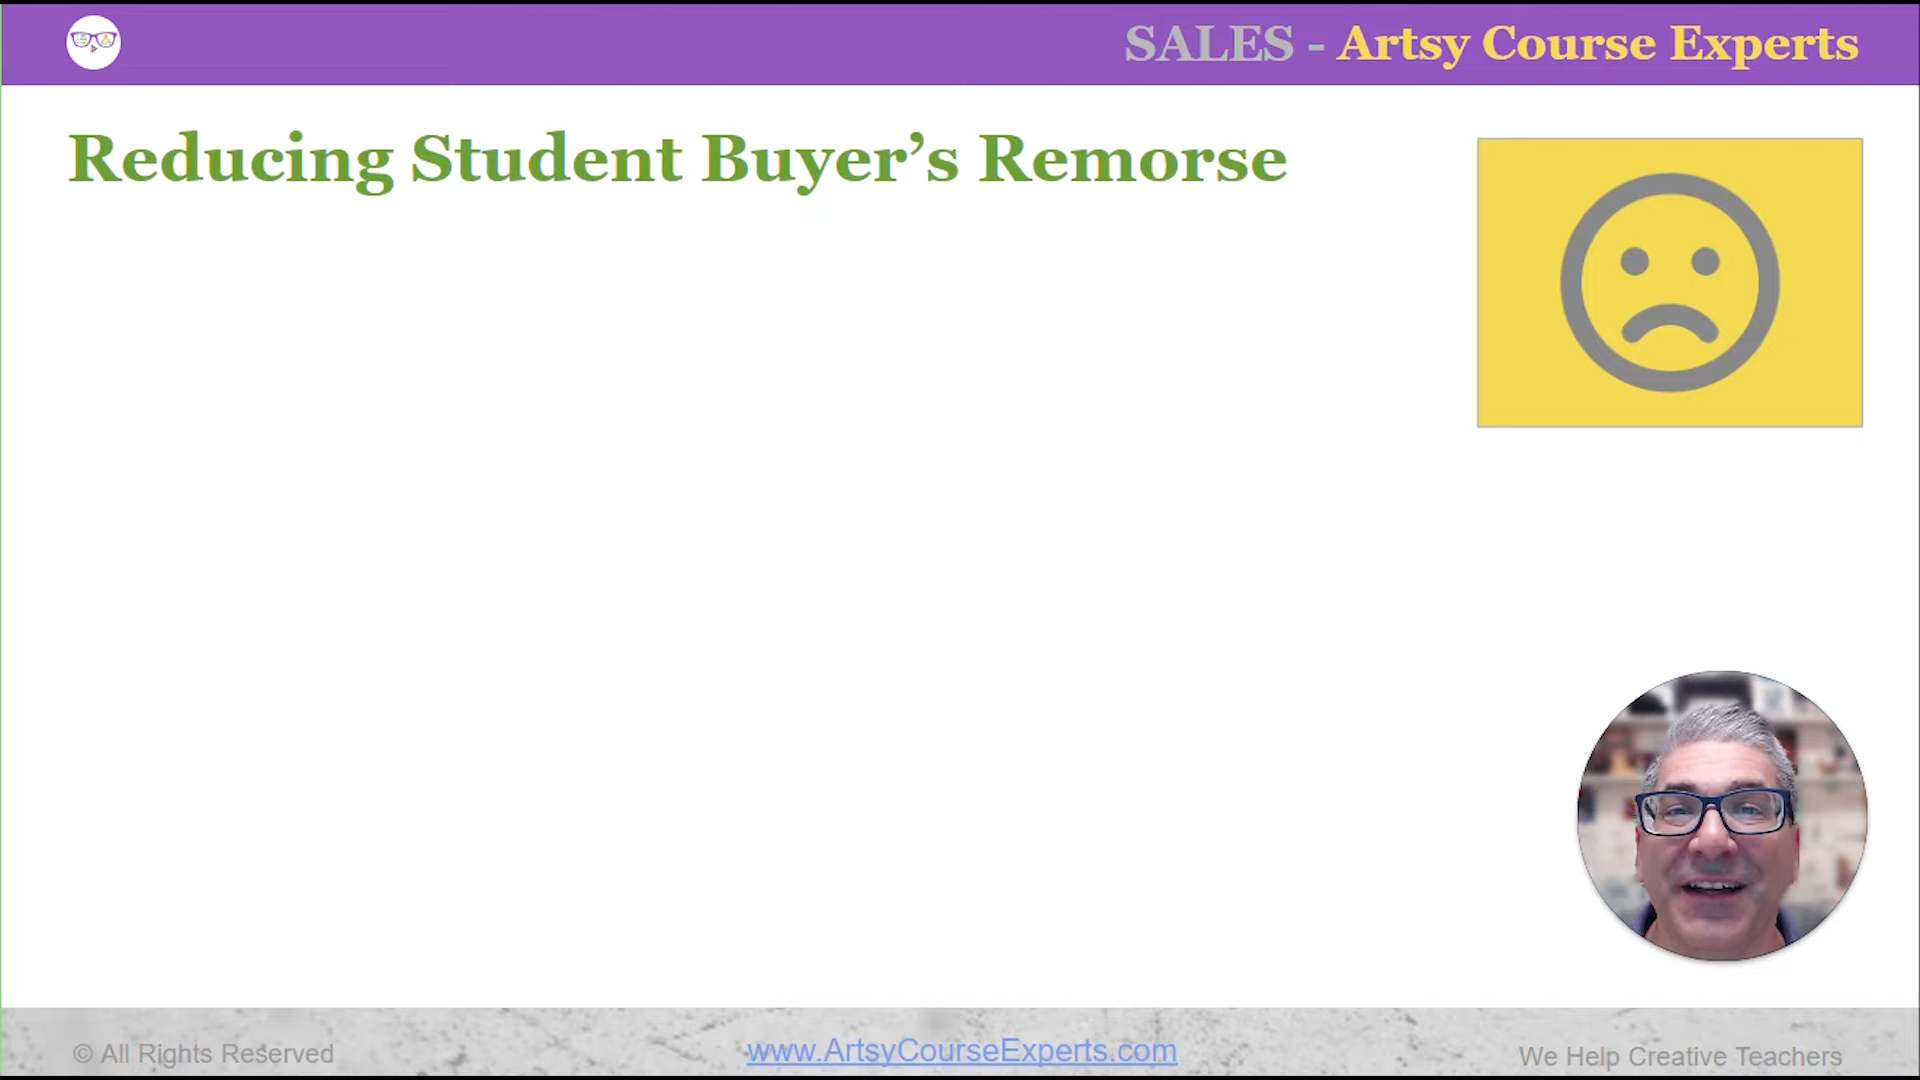 SALES - Artsy Course Experts
Reducing Student Buyer’s Remorse
© All Rights Reserved
www.ArtsyCourseExperts.com
We Help Creative Teachers